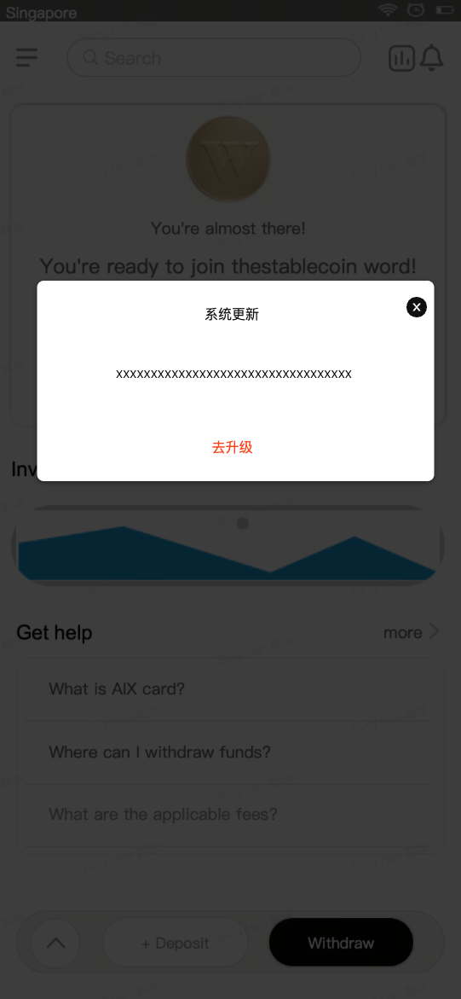 Singapore
Search
W
You're almost there!
You're ready to join thestablecoin word!
系统更新
xxxxxxxxxxxxxxxxxxxxxxxxxxxxxxxxxx
去升级
Inv
Get help
more
What is AIX card?
Where can I withdraw funds?
What are the applicable fees?
+ Deposit
Withdraw